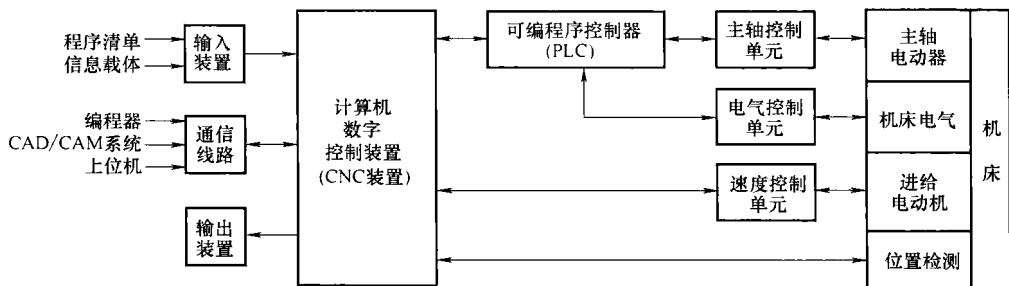 程序清单
信息载体
输入
装置
编程器
CAD/CAM系统
上位机
通信
线路
输出
装置
计算机
数字
控制装置
(CNC装置)
可编程序控制器
(PLC)
主轴控制
单元
电气控制
单元
速度控制
单元
主轴
电动器
机床电气
进给
电动机
位置检测
机
床